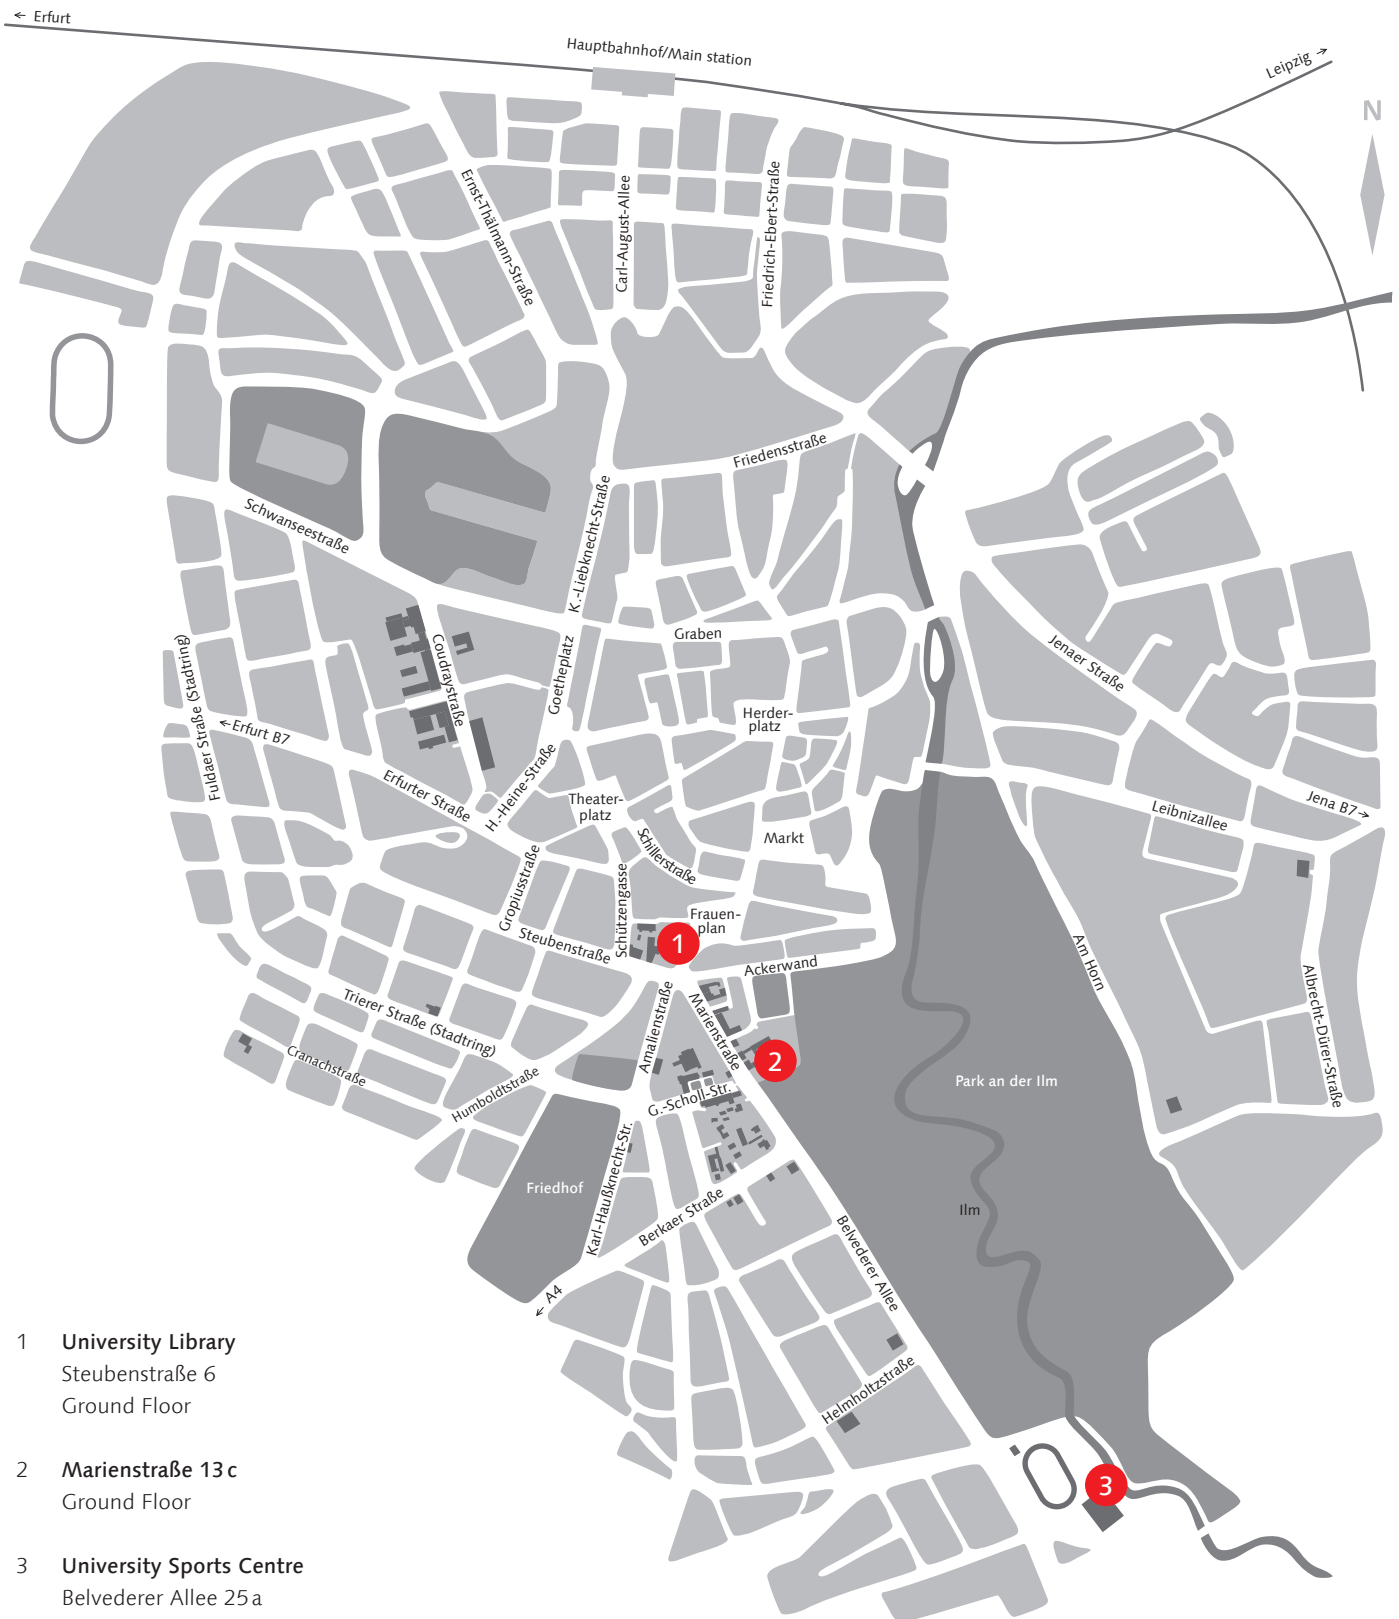 ← Erfurt
Hauptbahnhof/Main station
Leipzig →
N
Ernst-Thälmann-Straße
Carl-August-Allee
Friedrich-Ebert-Straße
Friedensstraße
Schwanseestraße
K.-Liebknecht-Straße
Graben
Coudraystraße
Goetheplatz
Jenaer Straße
Fuldaer Straße (Stadtring)
← Erfurt B7
Herder-
platz
Erfurter Straße
H.-Heine-Straße
Theater-
platz
Schillerstraße
Markt
Leibnizallee
Jena B7 →
Gropiusstraße
Schützengasse
Frauen-
plan
Steubenstraße
1
Ackerwand
Am Horn
Albrecht-Dürer-Straße
Trierer Straße (Stadtring)
Amalienstraße
Marienstraße
2
Cranachstraße
Humboldtstraße
G.-Scholl-Str.
Park an der Ilm
Friedhof
Karl-Haußknecht-Str.
Berkaer Straße
Ilm
Belvederer Allee
← A4
Helmholtzstraße
3
1 University Library
Steubenstraße 6
Ground Floor
2 Marienstraße 13 c
Ground Floor
3 University Sports Centre
Belvederer Allee 25 a